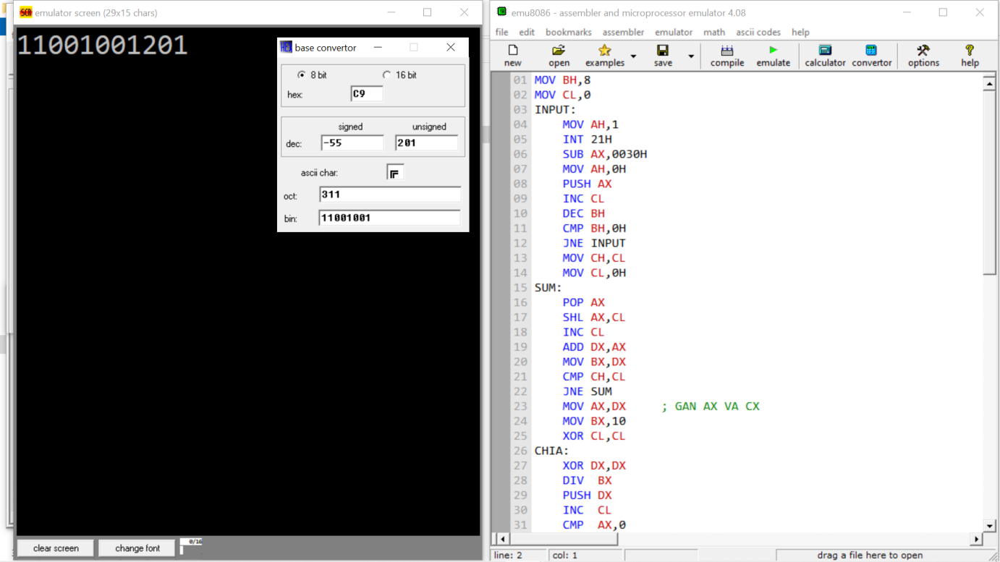 emulator screen (29x15 chars)
11001001201
base convertor
8 bit
16 bit
hex:
C9
signed
unsigned
dec:
-55
201
ascii char:
╔
oct:
311
bin:
11001001
clear screen
change font
0/16
emu8086 - assembler and microprocessor emulator 4.08
file edit bookmarks assembler emulator math ascii codes help
new open examples save compile emulate calculator convertor options help
01 MOV BH,8
02 MOV CL,0
03 INPUT:
04 MOV AH,1
05 INT 21H
06 SUB AX,0030H
07 MOV AH,0H
08 PUSH AX
09 INC CL
10 DEC BH
11 CMP BH,0H
12 JNE INPUT
13 MOV CH,CL
14 MOV CL,0H
15 SUM:
16 POP AX
17 SHL AX,CL
18 INC CL
19 ADD DX,AX
20 MOV BX,DX
21 CMP CH,CL
22 JNE SUM
23 MOV AX,DX ; GAN AX VA CX
24 MOV BX,10
25 XOR CL,CL
26 CHIA:
27 XOR DX,DX
28 DIV BX
29 PUSH DX
30 INC CL
31 CMP AX,0
line: 2
col: 1
drag a file here to open